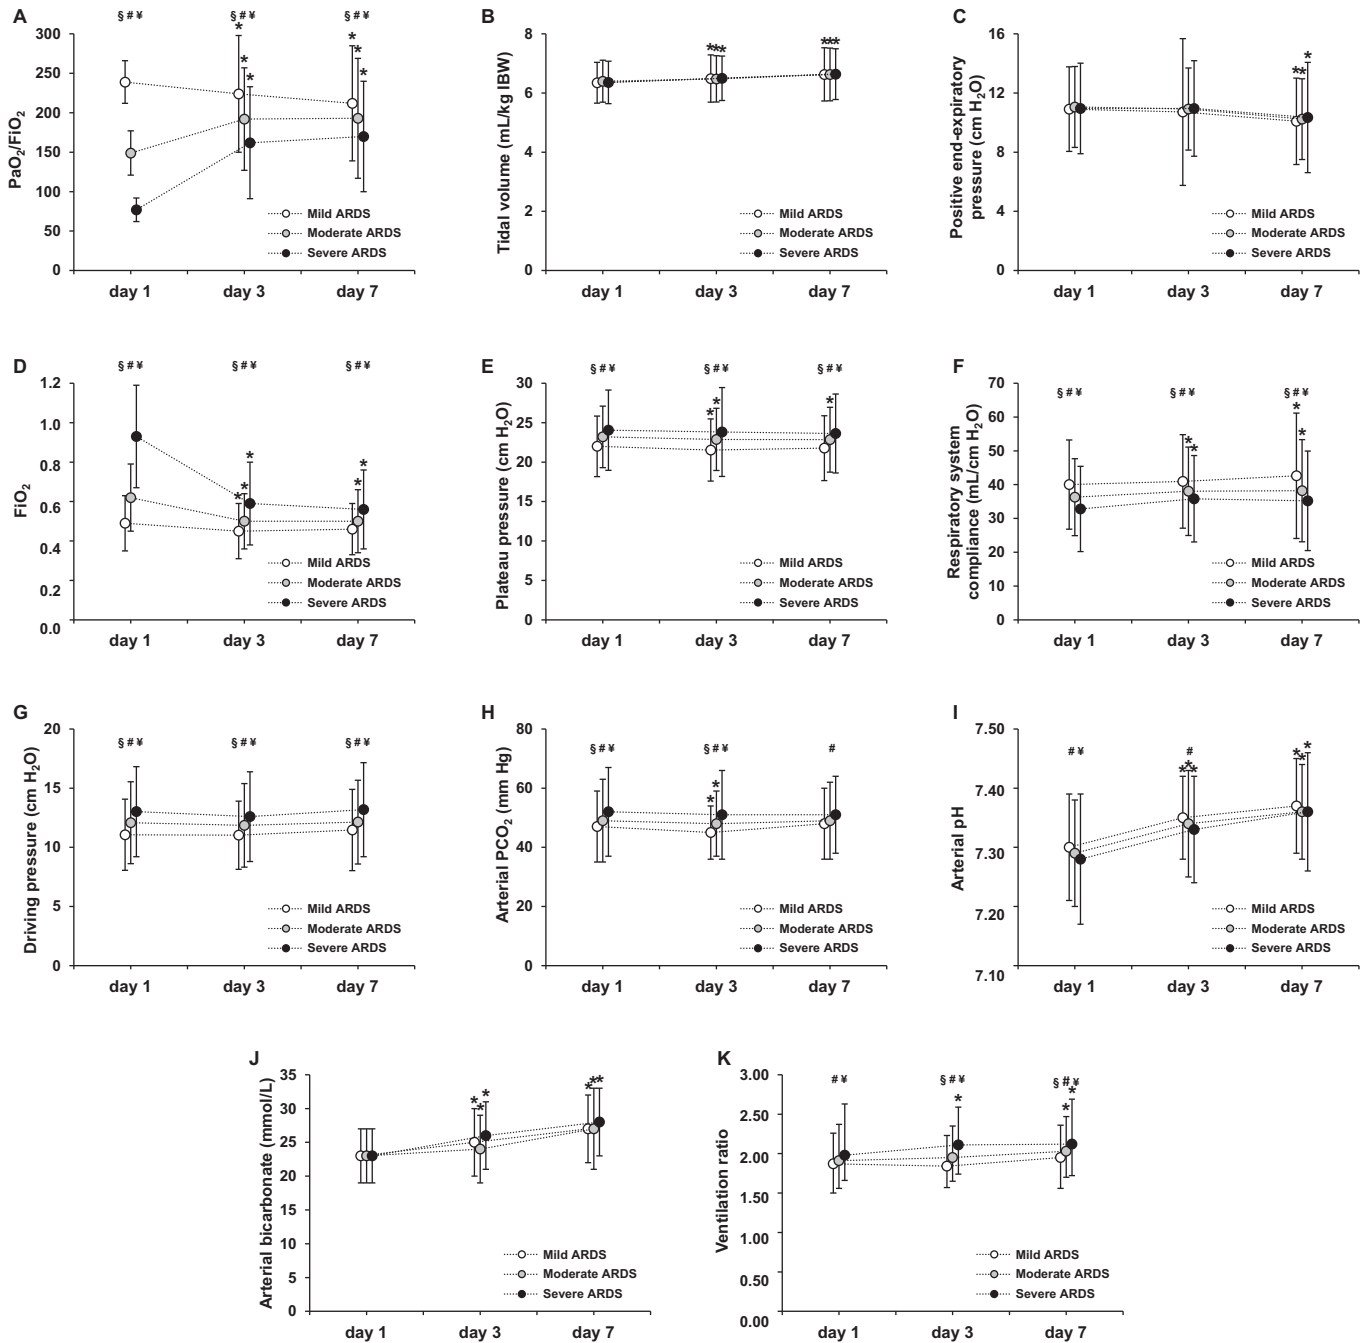 A
§ # ¥ § # ¥ § # ¥
300
250
200
150
100
50
0
PaO₂/FiO₂
* * * * * *
Mild ARDS
Moderate ARDS
Severe ARDS
day 1 day 3 day 7
B
10
8
6
4
2
0
Tidal volume (mL/kg IBW)
*** ***
Mild ARDS
Moderate ARDS
Severe ARDS
day 1 day 3 day 7
C
16
12
8
4
0
Positive end-expiratory
pressure (cm H₂O)
* * *
Mild ARDS
Moderate ARDS
Severe ARDS
day 1 day 3 day 7
D
§ # ¥ § # ¥ § # ¥
1.2
1.0
0.8
0.6
0.4
0.2
0.0
FiO₂
* * * * *
Mild ARDS
Moderate ARDS
Severe ARDS
day 1 day 3 day 7
E
§ # ¥ § # ¥ § # ¥
30
25
20
15
10
5
0
Plateau pressure (cm H₂O)
* * *
Mild ARDS
Moderate ARDS
Severe ARDS
day 1 day 3 day 7
F
70
60
50
40
30
20
10
0
Respiratory system
compliance (mL/cm H₂O)
§ # ¥ § # ¥ § # ¥
* * * *
Mild ARDS
Moderate ARDS
Severe ARDS
day 1 day 3 day 7
G
20
15
10
5
0
Driving pressure (cm H₂O)
§ # ¥ § # ¥ § # ¥
Mild ARDS
Moderate ARDS
Severe ARDS
day 1 day 3 day 7
H
80
60
40
20
0
Arterial PCO₂ (mm Hg)
§ # ¥ § # ¥ #
* *
Mild ARDS
Moderate ARDS
Severe ARDS
day 1 day 3 day 7
I
7.50
7.40
7.30
7.20
7.10
Arterial pH
# ¥ #
* * * * * *
Mild ARDS
Moderate ARDS
Severe ARDS
day 1 day 3 day 7
J
35
30
25
20
15
10
5
0
Arterial bicarbonate (mmol/L)
* * * * * *
Mild ARDS
Moderate ARDS
Severe ARDS
day 1 day 3 day 7
K
3.00
2.50
2.00
1.50
1.00
0.50
0.00
Ventilation ratio
# ¥ § # ¥ § # ¥
* * *
Mild ARDS
Moderate ARDS
Severe ARDS
day 1 day 3 day 7